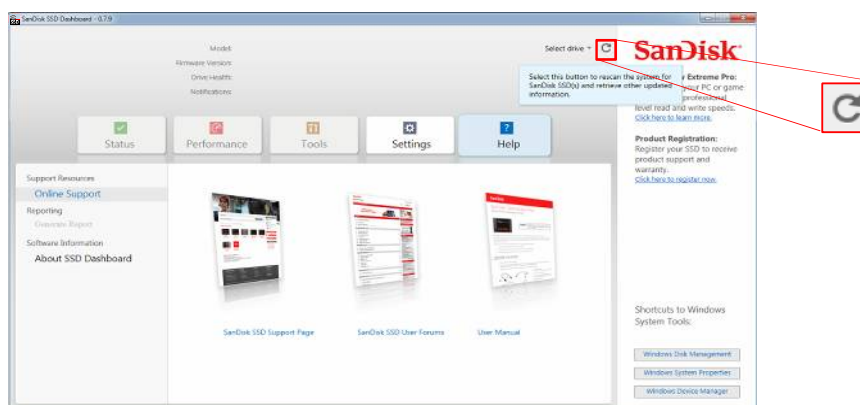 SanDisk SSD Dashboard - 0.7.9
Model:
Firmware Version:
Drive Health:
Notifications:
Select drive
Select this button to rescan the system for
SanDisk SSD(s) and retrieve other updated
information.
SanDisk
Extreme Pro:
your PC or game
professional
level read and write speeds.
Click here to learn more.
Product Registration:
Register your SSD to receive
product support and
warranty.
Click here to register now.
Status
Performance
Tools
Settings
Help
Support Resources
Online Support
Reporting
Generate Report
Software Information
About SSD Dashboard
SanDisk SSD Support Page
SanDisk SSD User Forums
User Manual
Shortcuts to Windows
System Tools:
Windows Disk Management
Windows System Properties
Windows Device Manager